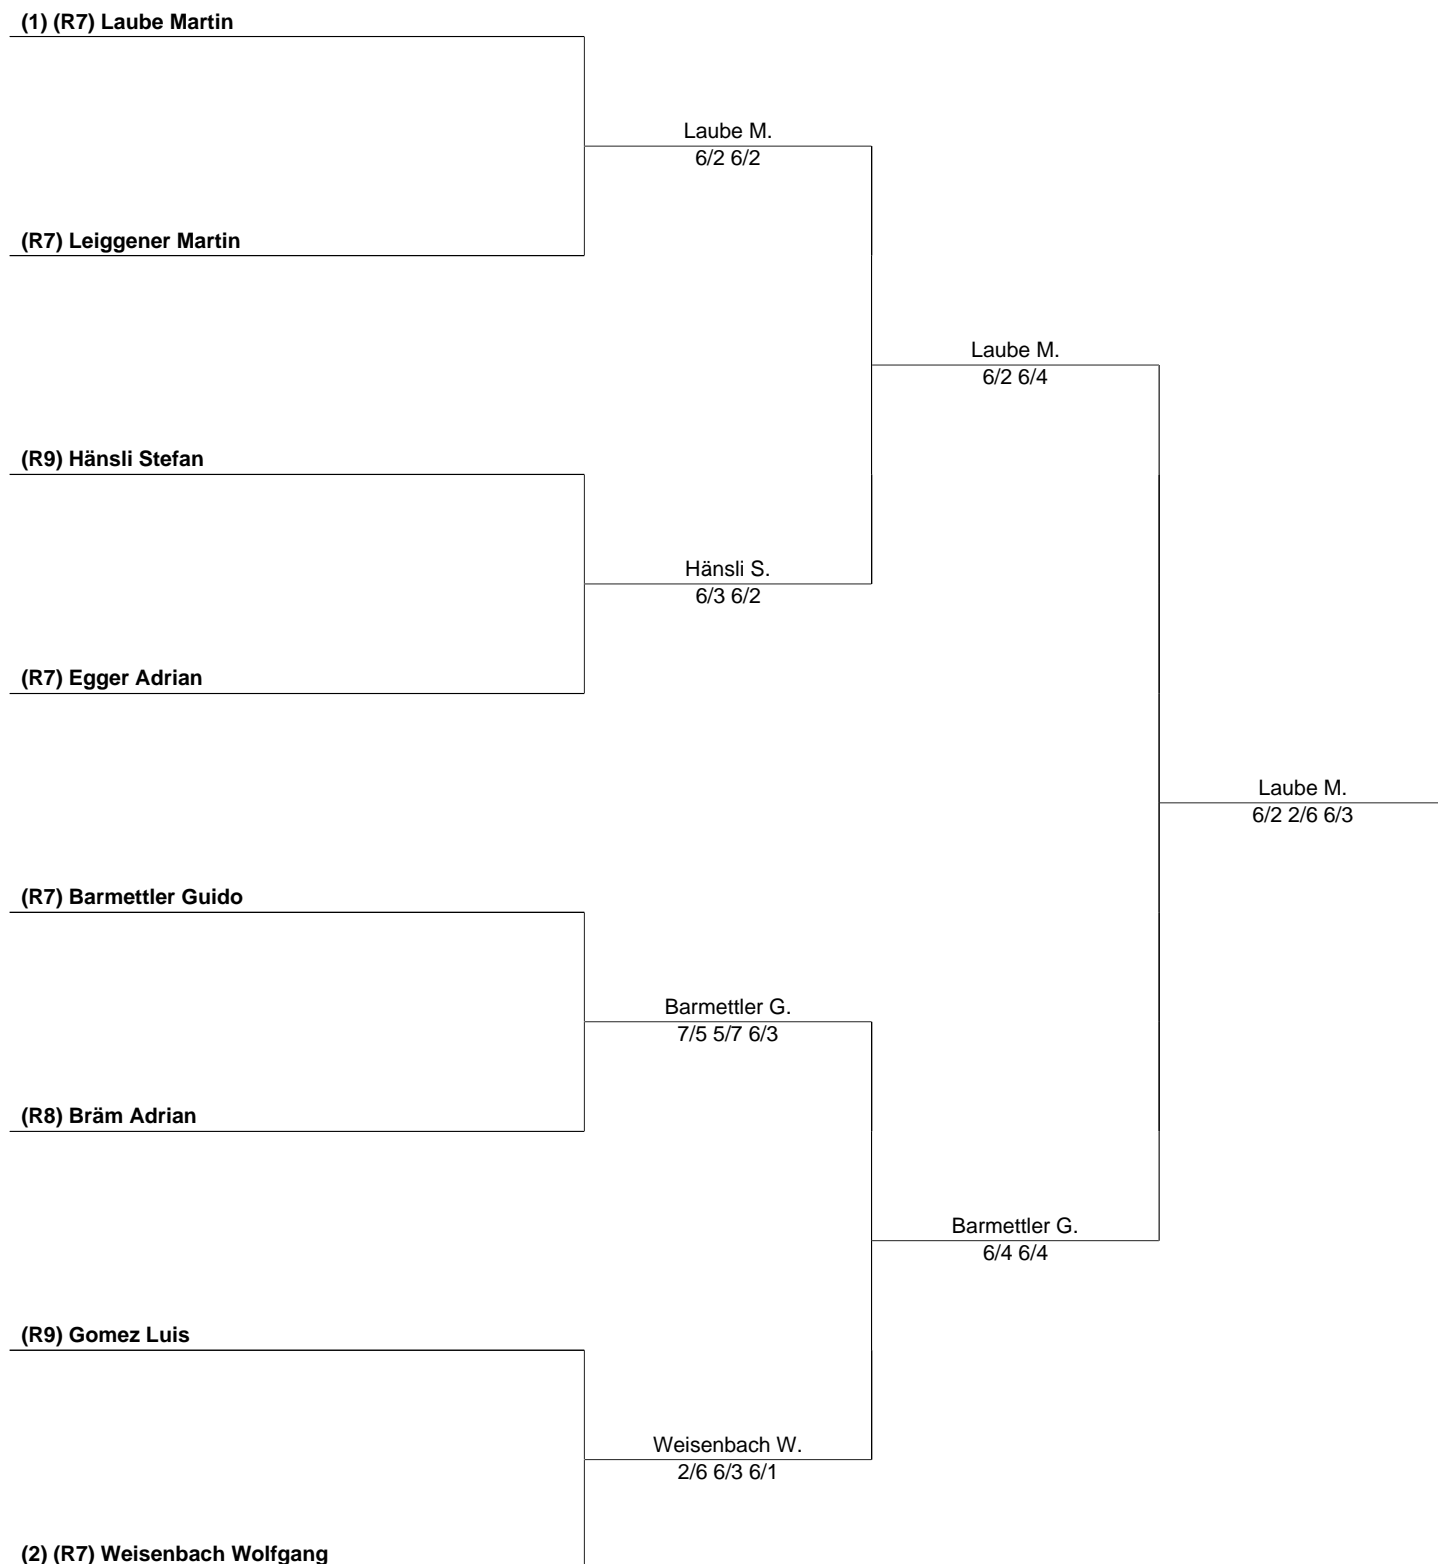 (1) (R7) Laube Martin
Laube M.
6/2 6/2
(R7) Leiggener Martin
Laube M.
6/2 6/4
(R9) Hänsli Stefan
Hänsli S.
6/3 6/2
(R7) Egger Adrian
Laube M.
6/2 2/6 6/3
(R7) Barmettler Guido
Barmettler G.
7/5 5/7 6/3
(R8) Bräm Adrian
Barmettler G.
6/4 6/4
(R9) Gomez Luis
Weisenbach W.
2/6 6/3 6/1
(2) (R7) Weisenbach Wolfgang